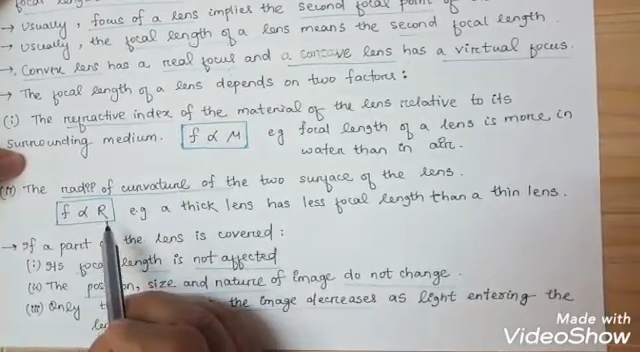 focal length
→ Usually, focus of a lens implies the second focal point of
→ Usually, the focal length of a lens means the second focal length.
→ Convex lens has a real focus and a concave lens has a virtual focus.
→ The focal length of a lens depends on two factors:
(i) The refractive index of the material of the lens relative to its
surrounding medium. f ∝ μ eg focal length of a lens is more in
water than in air.
(ii) The radii of curvature of the two surface of the lens.
f ∝ R e.g a thick lens has less focal length than a thin lens.
→ If a part the lens is covered:
(i) Its focal length is not affected
(ii) The position, size and nature of image do not change.
(iii) Only the image decreases as light entering the
Made with
VideoShow